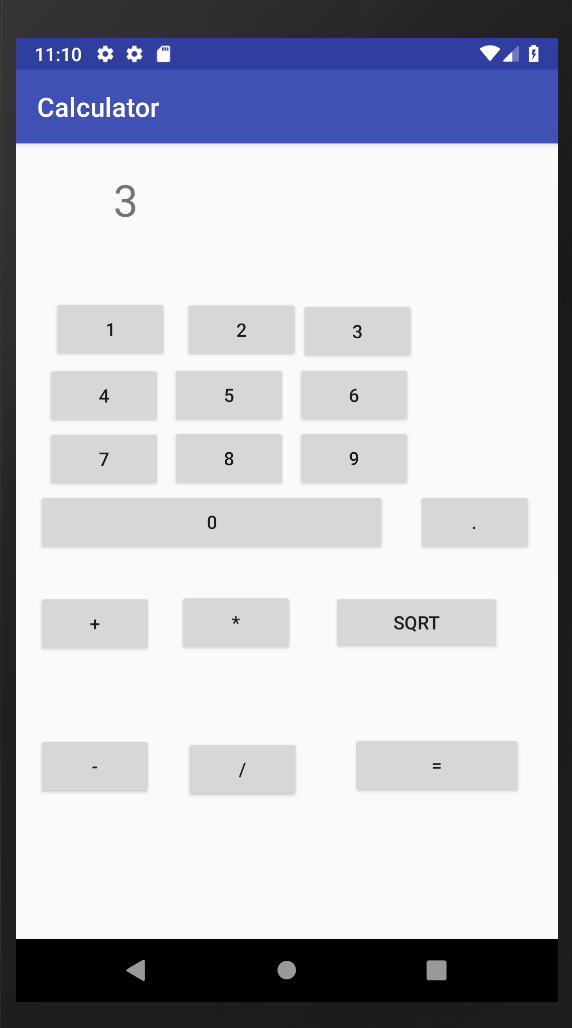 11:10
Calculator
3
1 2 3
4 5 6
7 8 9
0 .
+ * SQRT
- / =